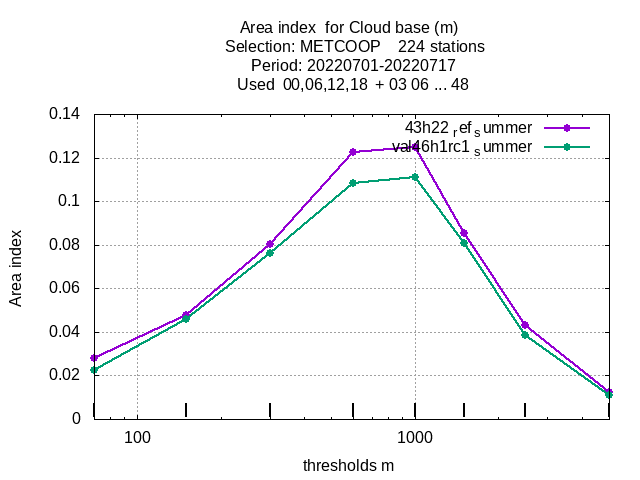 Area index  for Cloud base (m)
Selection: METCOOP    224 stations
Period: 20220701-20220717
Used  00,06,12,18  + 03 06 ... 48
0.14
43h22 ref summer
0.12
val46h1rc1 summer
0.1
0.08
0.06
0.04
0.02
0
Area index
100
1000
thresholds m